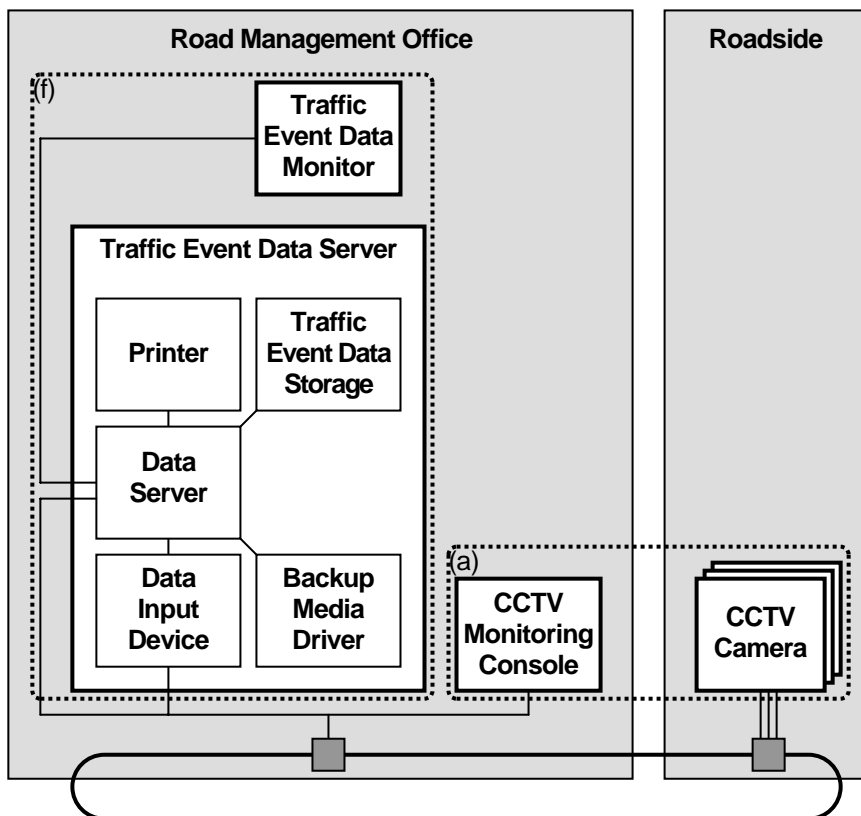 Road Management Office
Roadside
(f)
Traffic
Event Data
Monitor
Traffic Event Data Server
Printer
Traffic
Event Data
Storage
Data
Server
Data
Input
Device
Backup
Media
Driver
(a)
CCTV
Monitoring
Console
CCTV
Camera